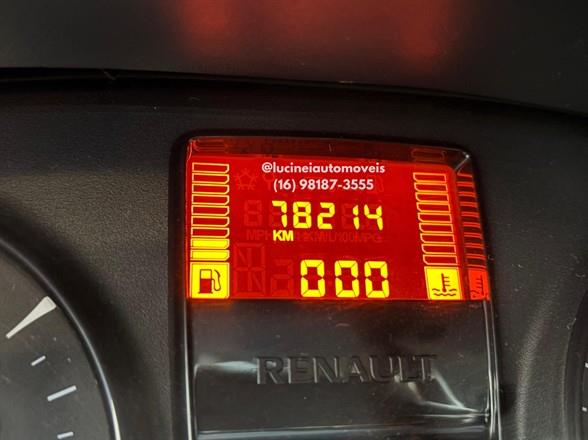 @lucineiautomoveis
(16) 98187-3555
78214
KM
000
RENAULT